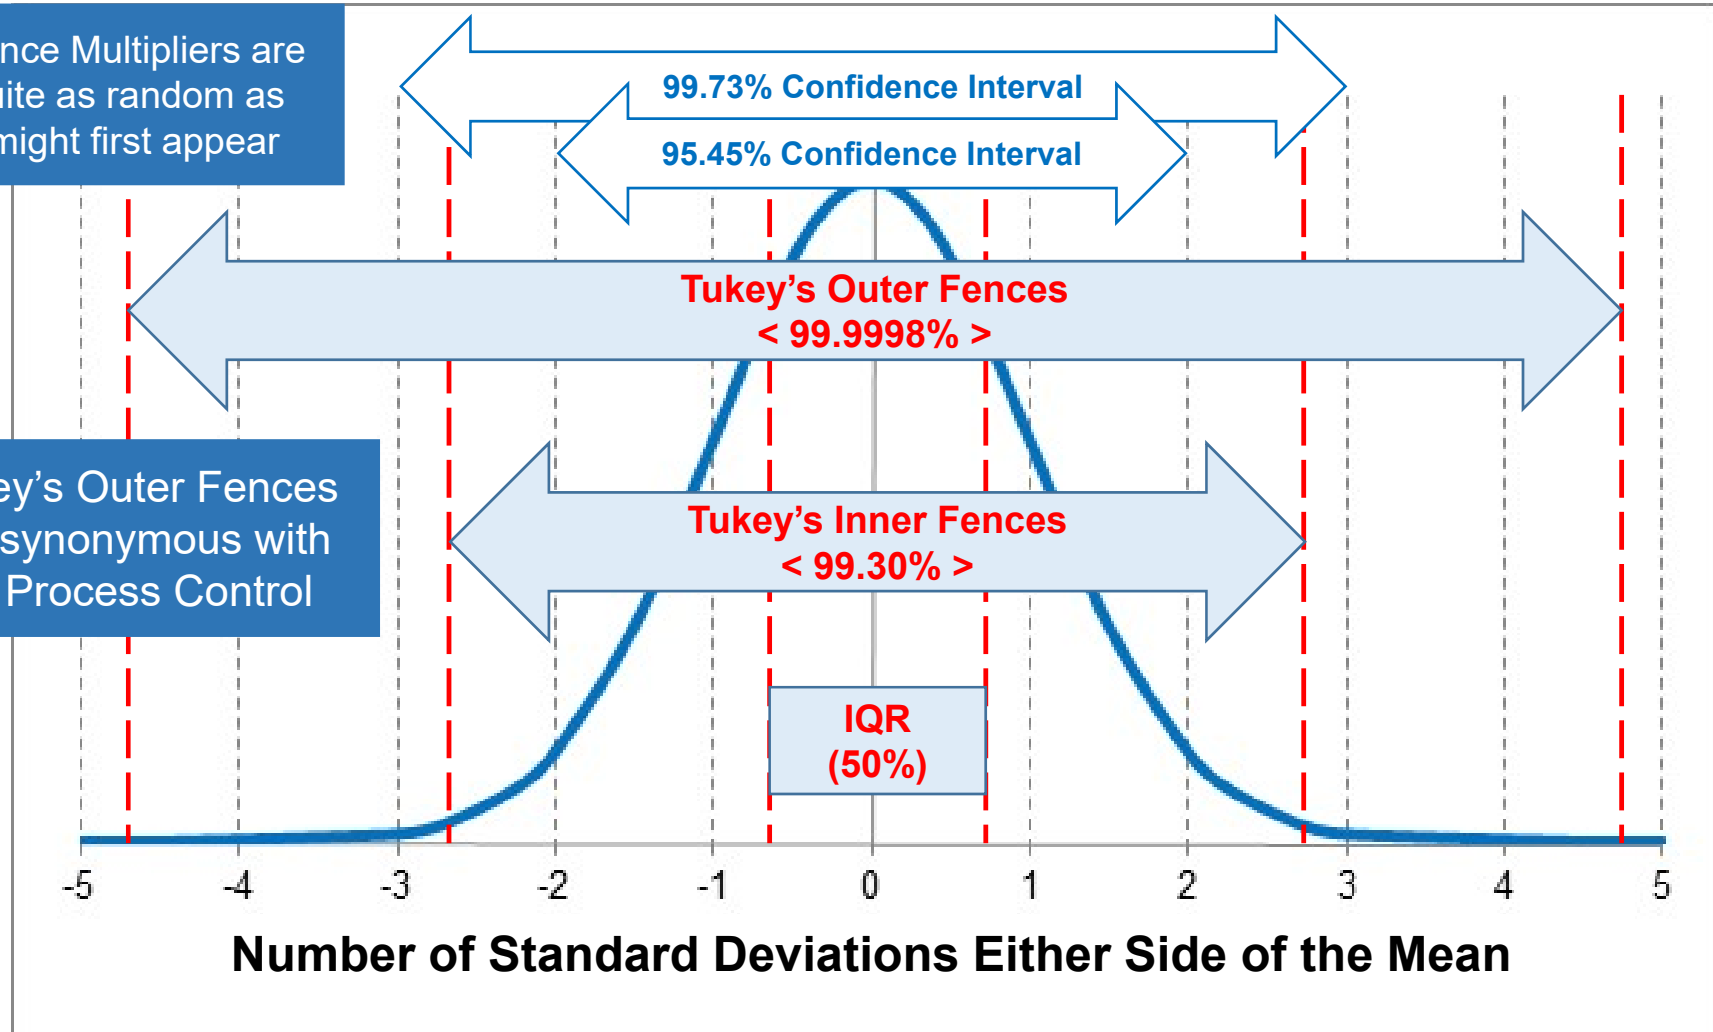 nce Multipliers are
uite as random as
might first appear
99.73% Confidence Interval
95.45% Confidence Interval
Tukey’s Outer Fences
< 99.9998% >
ey’s Outer Fences
synonymous with
Process Control
Tukey’s Inner Fences
< 99.30% >
IQR
(50%)
-5 -4 -3 -2 -1 0 1 2 3 4 5
Number of Standard Deviations Either Side of the Mean